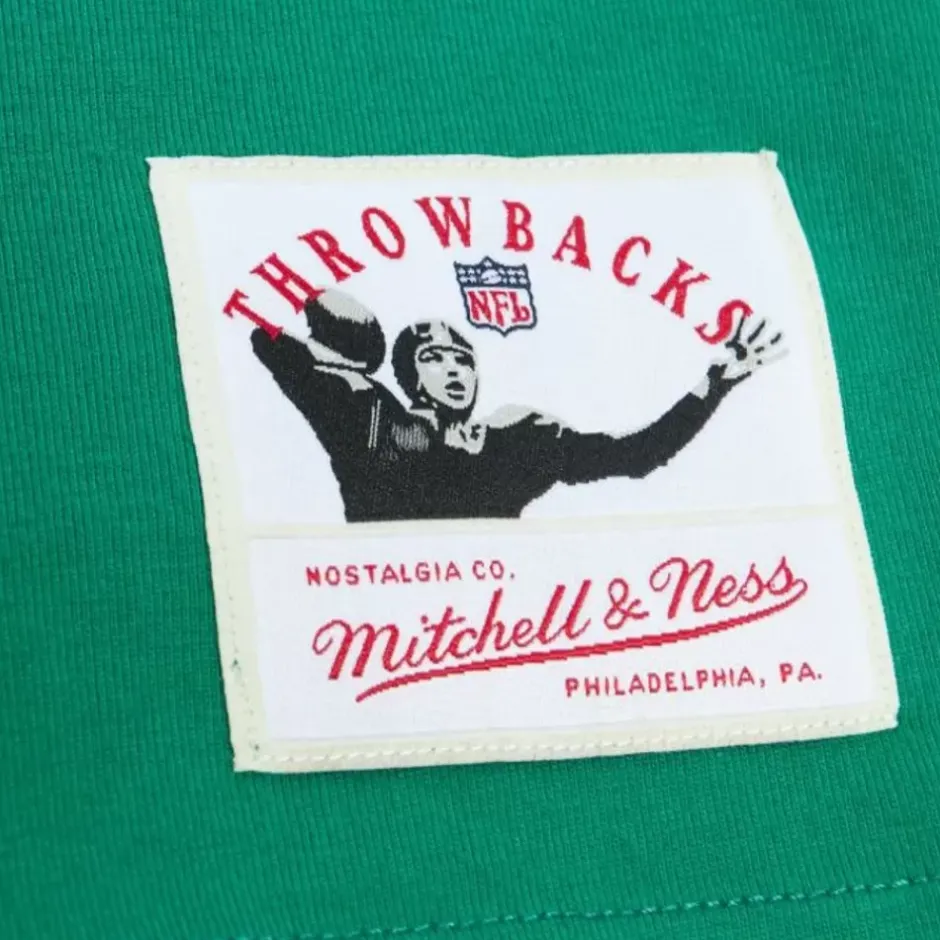 THROWBACKS
NFL
NOSTALGIA CO.
Mitchell & Ness
PHILADELPHIA, PA.